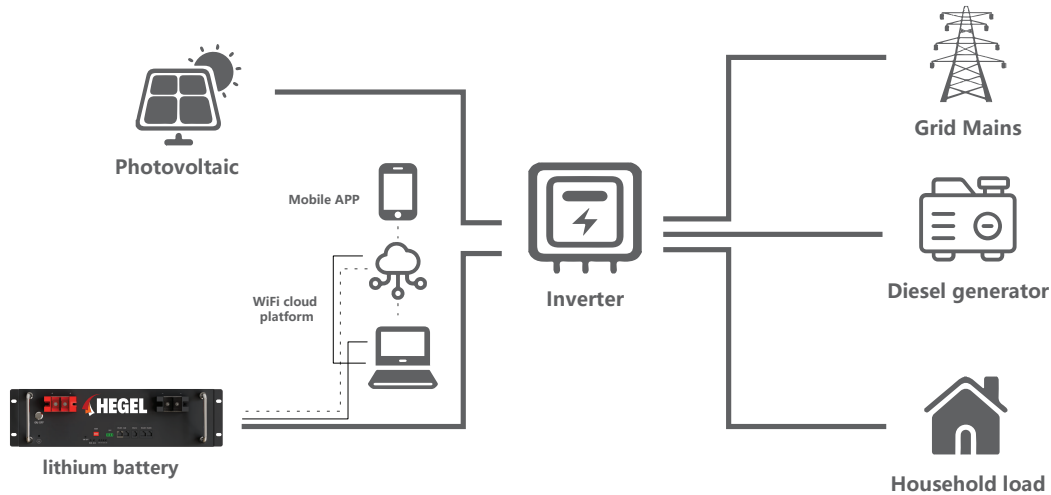 Photovoltaic
Mobile APP
WiFi cloud
platform
HEGEL
lithium battery
Inverter
Grid Mains
Diesel generator
Household load